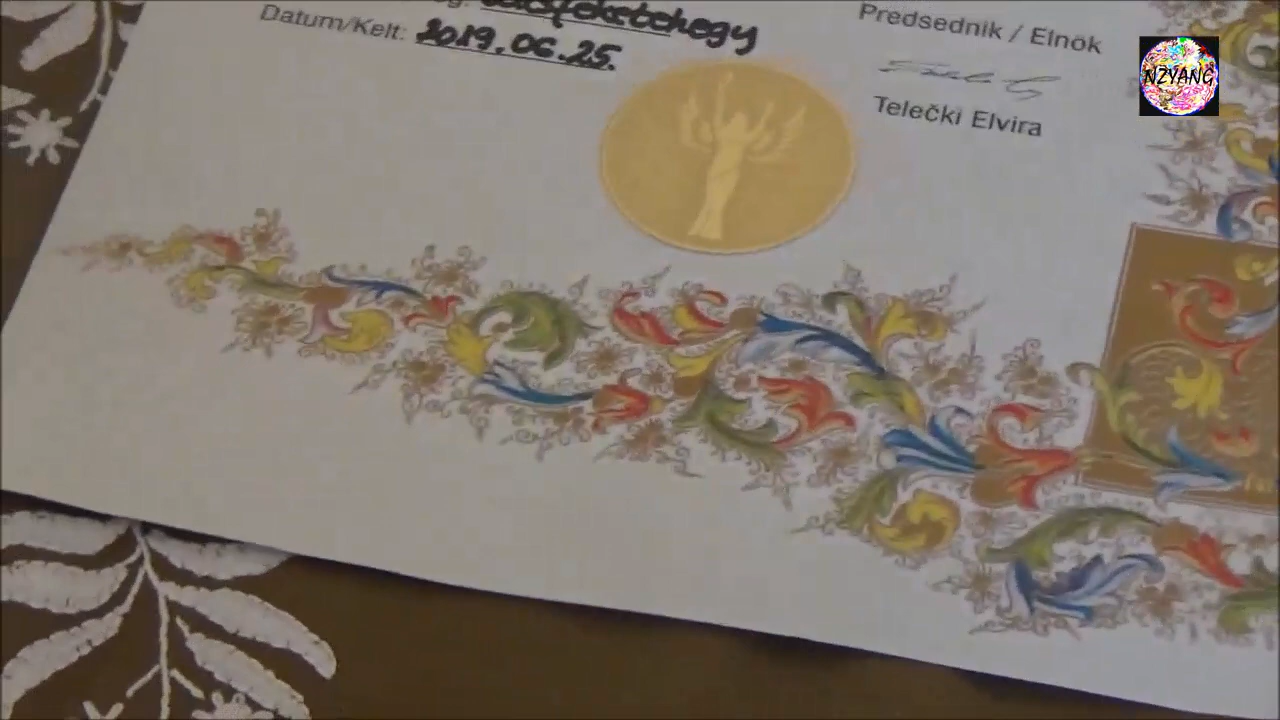 Datum/Kelt: 2019.06.25.
Predsednik / Elnök
Telečki Elvira
NZYANG